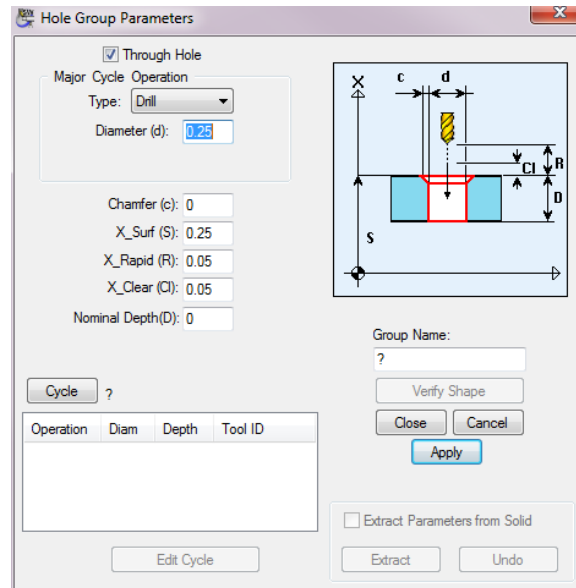 Hole Group Parameters
Through Hole
Major Cycle Operation
Type: Drill
Diameter (d): 0.25
Chamfer (c): 0
X_Surf (S): 0.25
X_Rapid (R): 0.05
X_Clear (Cl): 0.05
Nominal Depth(D): 0
X c d
Cl R
D
S
D
Group Name:
?
Cycle ?
Verify Shape
Close Cancel
Apply
Operation Diam Depth Tool ID
Edit Cycle
Extract Parameters from Solid
Extract Undo